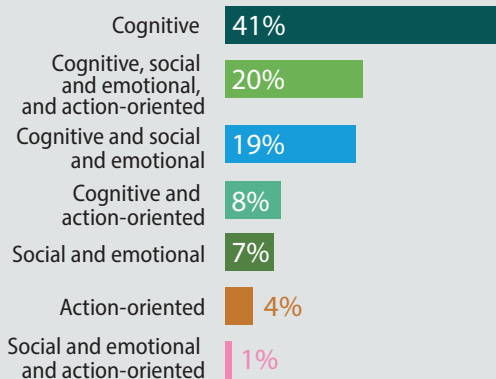 Cognitive
41%
Cognitive, social
and emotional,
and action-oriented
20%
Cognitive and social
and emotional
19%
Cognitive and
action-oriented
8%
Social and emotional
7%
Action-oriented
4%
Social and emotional
and action-oriented
1%